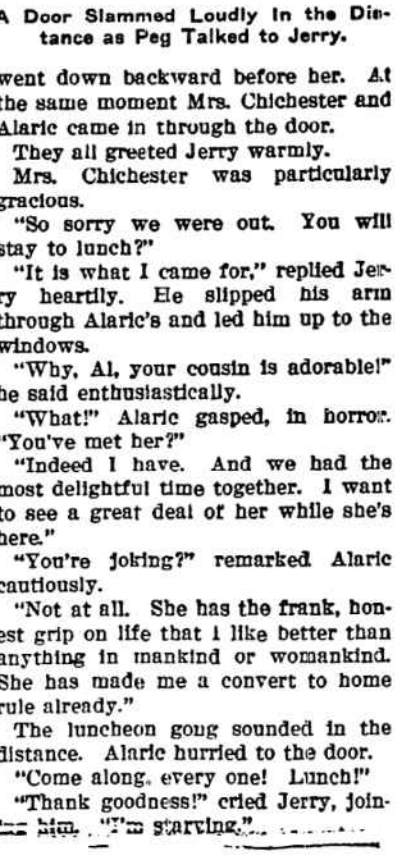 A Door Slammed Loudly In the Dis-
tance as Peg Talked to Jerry.
went down backward before her. At
the same moment Mrs. Chichester and
Alaric came in through the door.
They all greeted Jerry warmly.
Mrs. Chichester was particularly
gracious.
"So sorry we were out. You will
stay to lunch?"
"It is what I came for," replied Jer-
ry heartily. He slipped his arm
through Alaric's and led him up to the
windows.
"Why, Al, your cousin is adorable!"
he said enthusiastically.
"What!" Alaric gasped, in horror.
"You've met her?"
"Indeed I have. And we had the
most delightful time together. I want
to see a great deal of her while she's
here."
"You're joking?" remarked Alaric
cautiously.
"Not at all. She has the frank, hon-
est grip on life that I like better than
anything in mankind or womankind.
She has made me a convert to home
rule already."
The luncheon gong sounded in the
distance. Alaric hurried to the door.
"Come along, every one! Lunch!"
"Thank goodness!" cried Jerry, join-
ing him. "I'm starving."